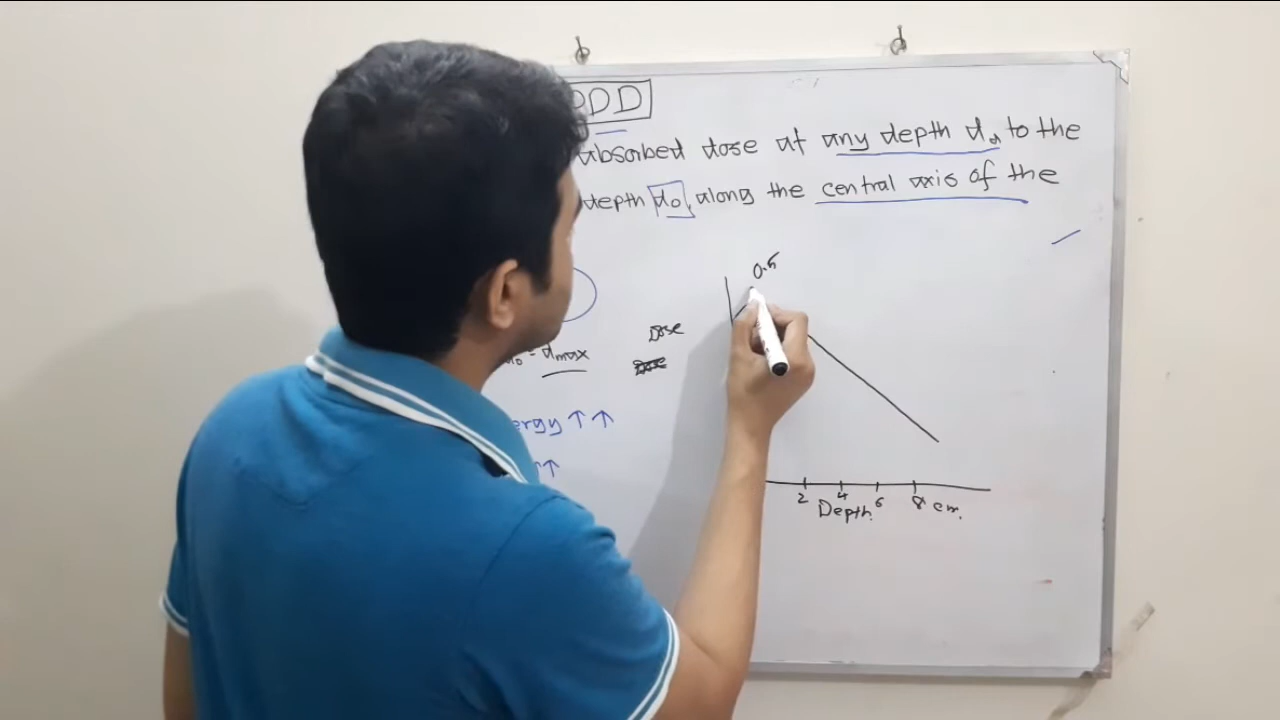 PDD
absorbed dose at any depth d, to the
depth d₀, along the central axis of the
0.5
Dose
d₀ = dmax
ergy ↑ ↑
↑
2 4 6 8 cm.
Depth